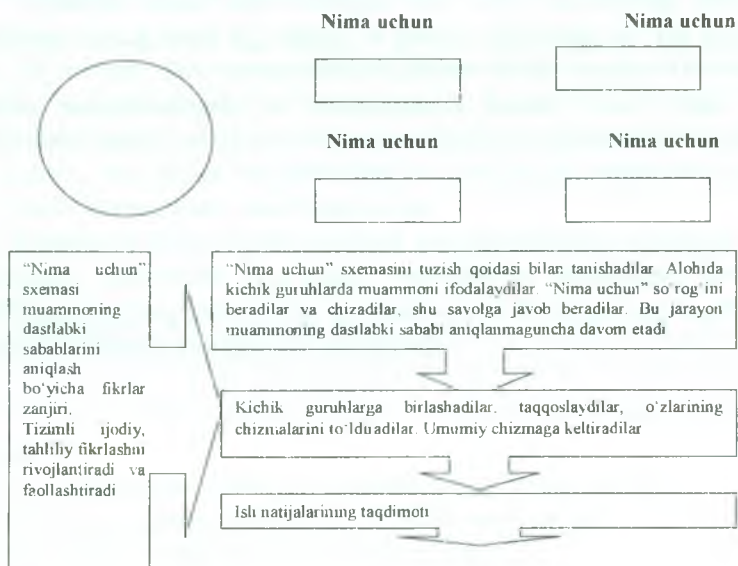 Nima uchun
Nima uchun
Nima uchun
Nima uchun
“Nima uchun”
sxemasi
muammoning
dastlabki
sabablarini
aniqlash
bo‘yicha fikrlar
zanjiri.
Tizimli ijodiy,
tahliliy fikrlashni
rivojlantiradi va
faollashtiradi
“Nima uchun” sxemasini tuzish qoidasi bilan tanishadilar. Alohida
kichik guruhlarda muammoni ifodalaydilar. “Nima uchun” so‘rog‘ini
beradilar va chizadilar, shu savolga javob beradilar. Bu jarayon
muammoning dastlabki sababi aniqlanmaguncha davom etadi
Kichik guruhlarga birlashadilar, taqqoslaydilar, o‘zlarining
chizmalarini to‘lduadilar. Umumiy chizmaga keltiradilar
Ish natijalarining taqdimoti